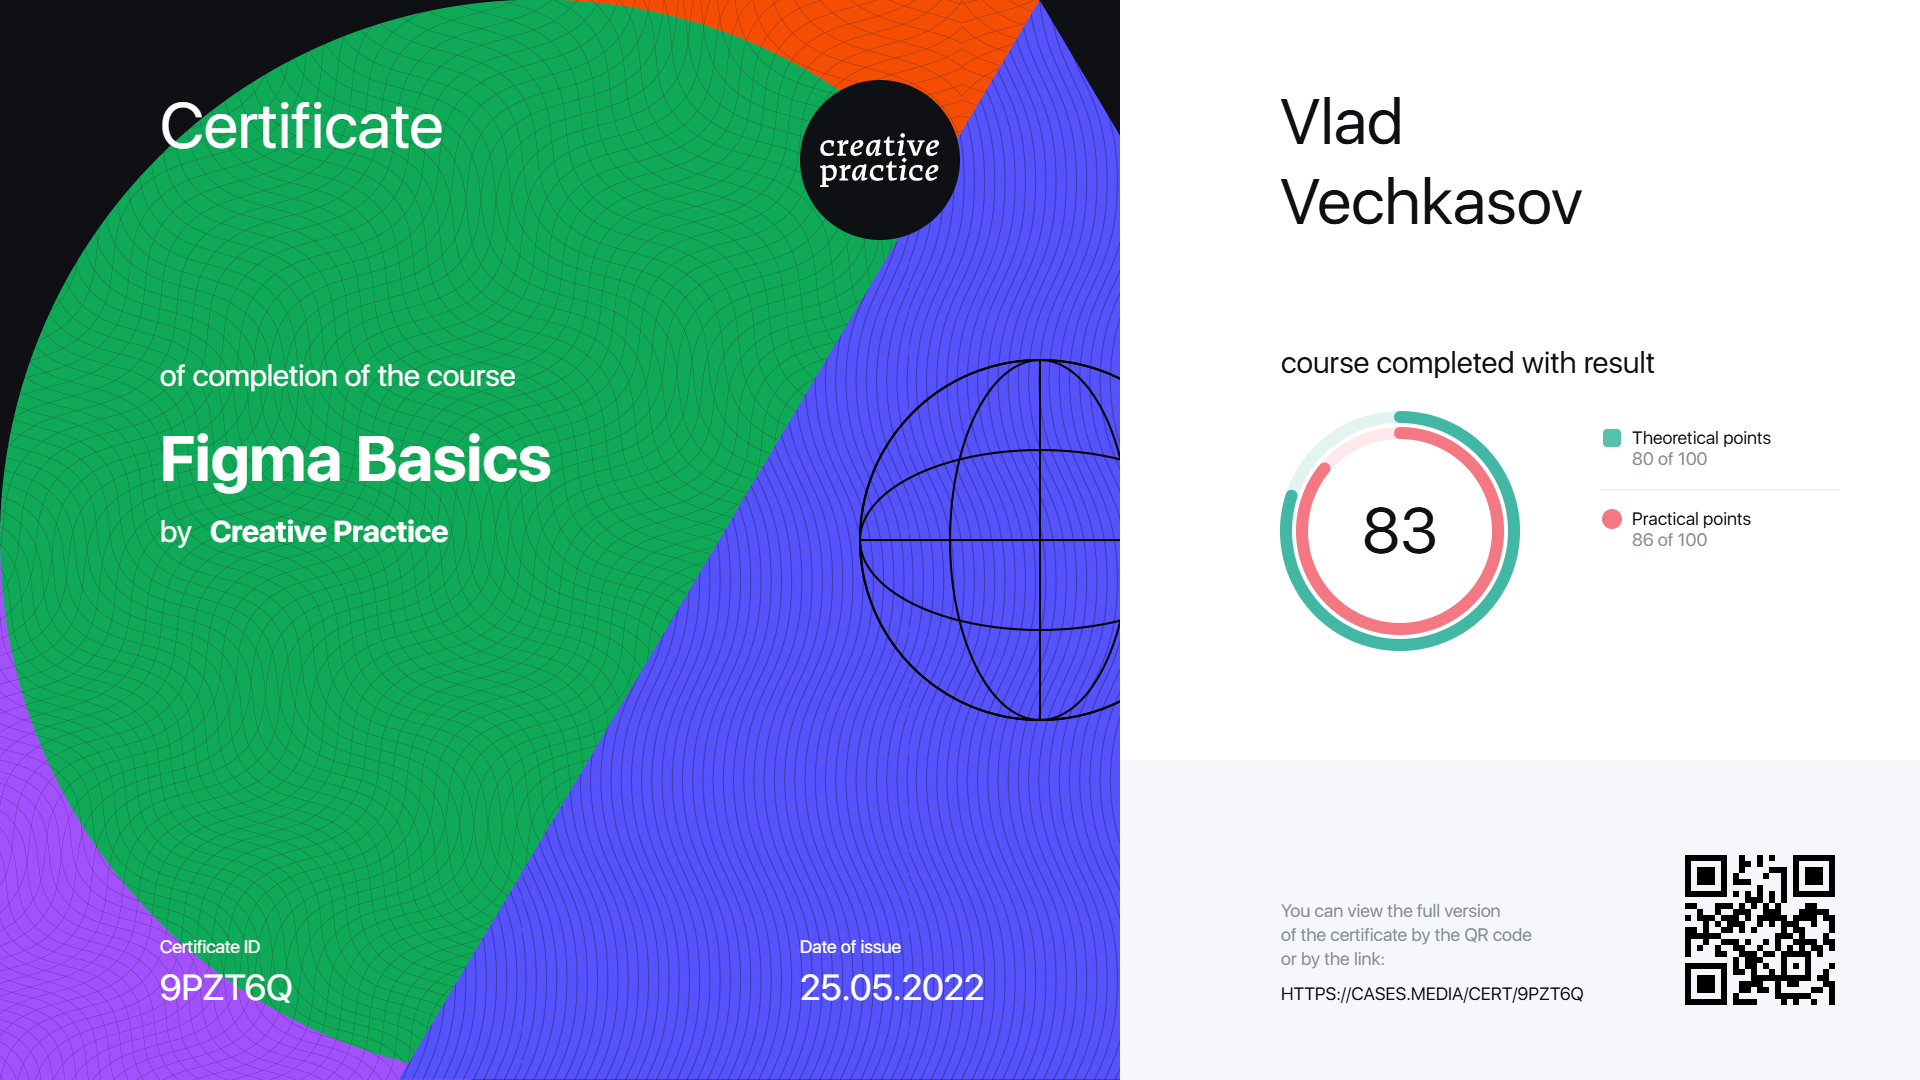 Certificate
creative
practice
of completion of the course
Figma Basics
by Creative Practice
Certificate ID
9PZT6Q
Date of issue
25.05.2022
Vlad
Vechkasov
course completed with result
83
Theoretical points
80 of 100
Practical points
86 of 100
You can view the full version
of the certificate by the QR code
or by the link:
HTTPS://CASES.MEDIA/CERT/9PZT6Q